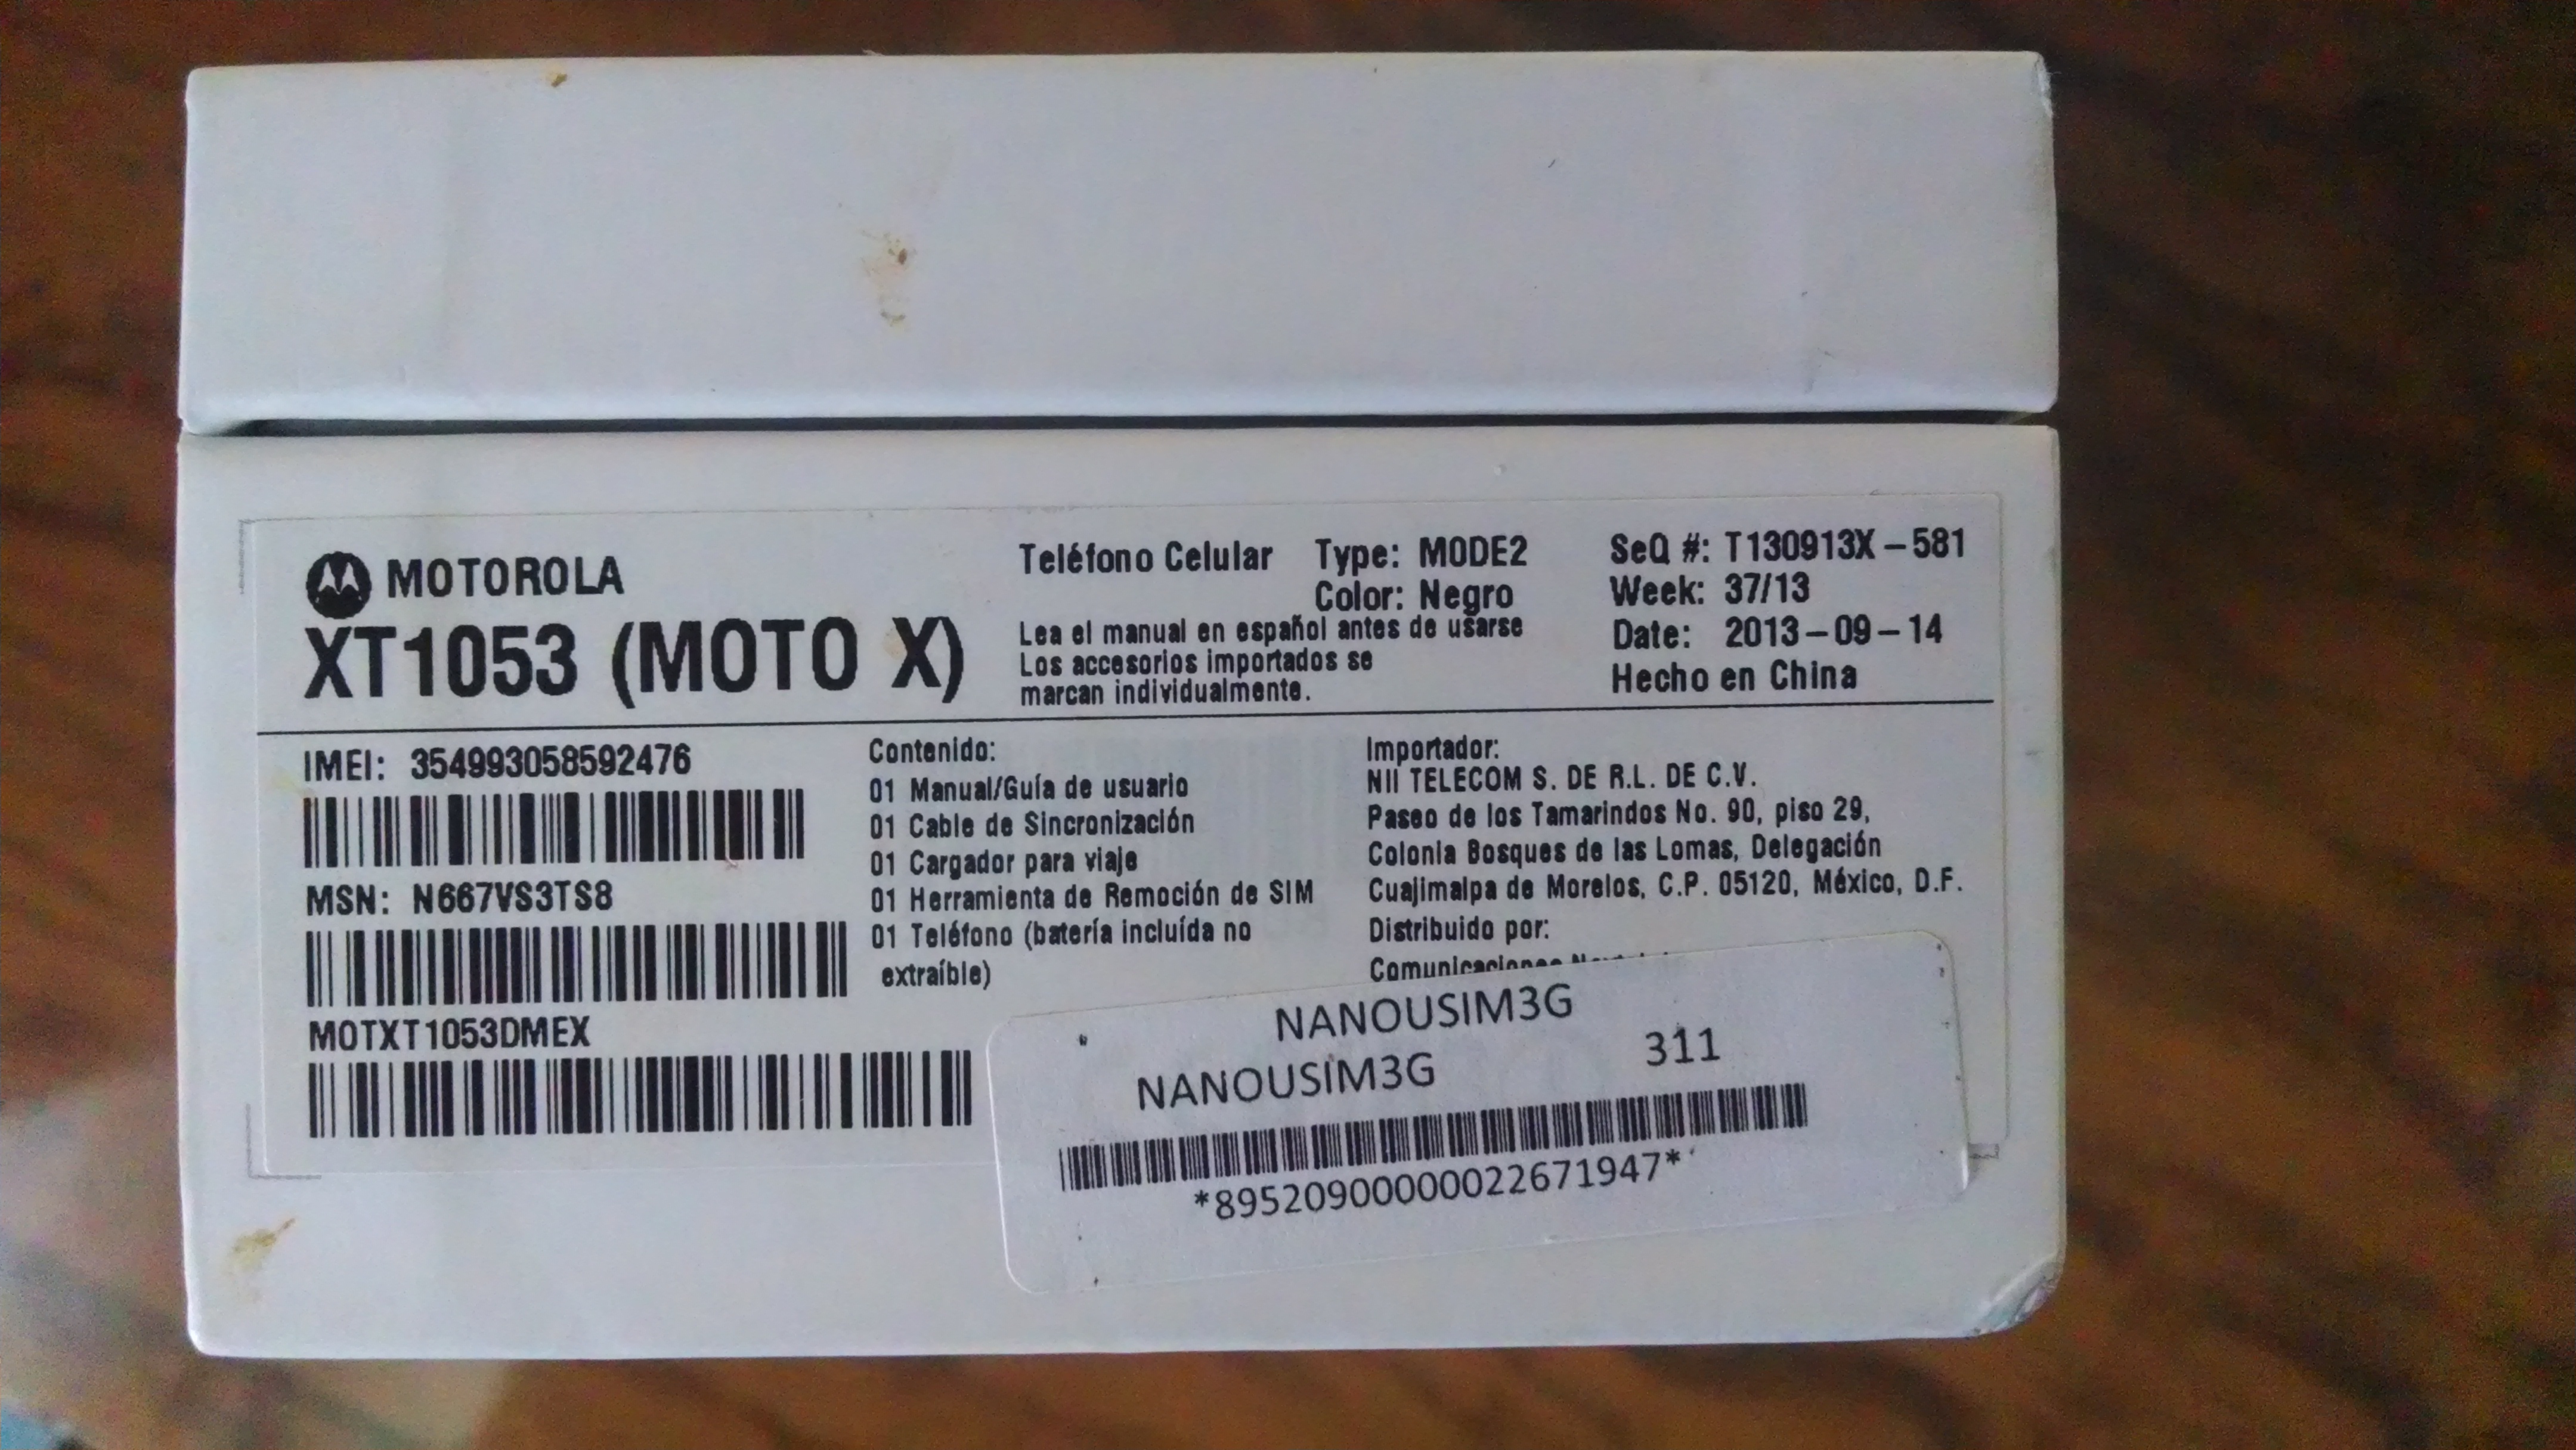 MOTOROLA
XT1053 (MOTO X)
Teléfono Celular Type: MODE2
Color: Negro
Lea el manual en español antes de usarse
Los accesorios importados se
marcan individualmente.
SeQ #: T130913X-581
Week: 37/13
Date: 2013-09-14
Hecho en China
IMEI: 354993058592476
MSN: N667VS3TS8
MOTXT1053DMEX
Contenido:
01 Manual/Guía de usuario
01 Cable de Sincronización
01 Cargador para viaje
01 Herramienta de Remoción de SIM
01 Teléfono (batería incluída no
extraíble)
Importador:
NII TELECOM S. DE R.L. DE C.V.
Paseo de los Tamarindos No. 90, piso 29,
Colonia Bosques de las Lomas, Delegación
Cuajimalpa de Morelos, C.P. 05120, México, D.F.
Distribuido por:
Comunicaciones
NANOUSIM3G
NANOUSIM3G 311
*8952090000022671947*